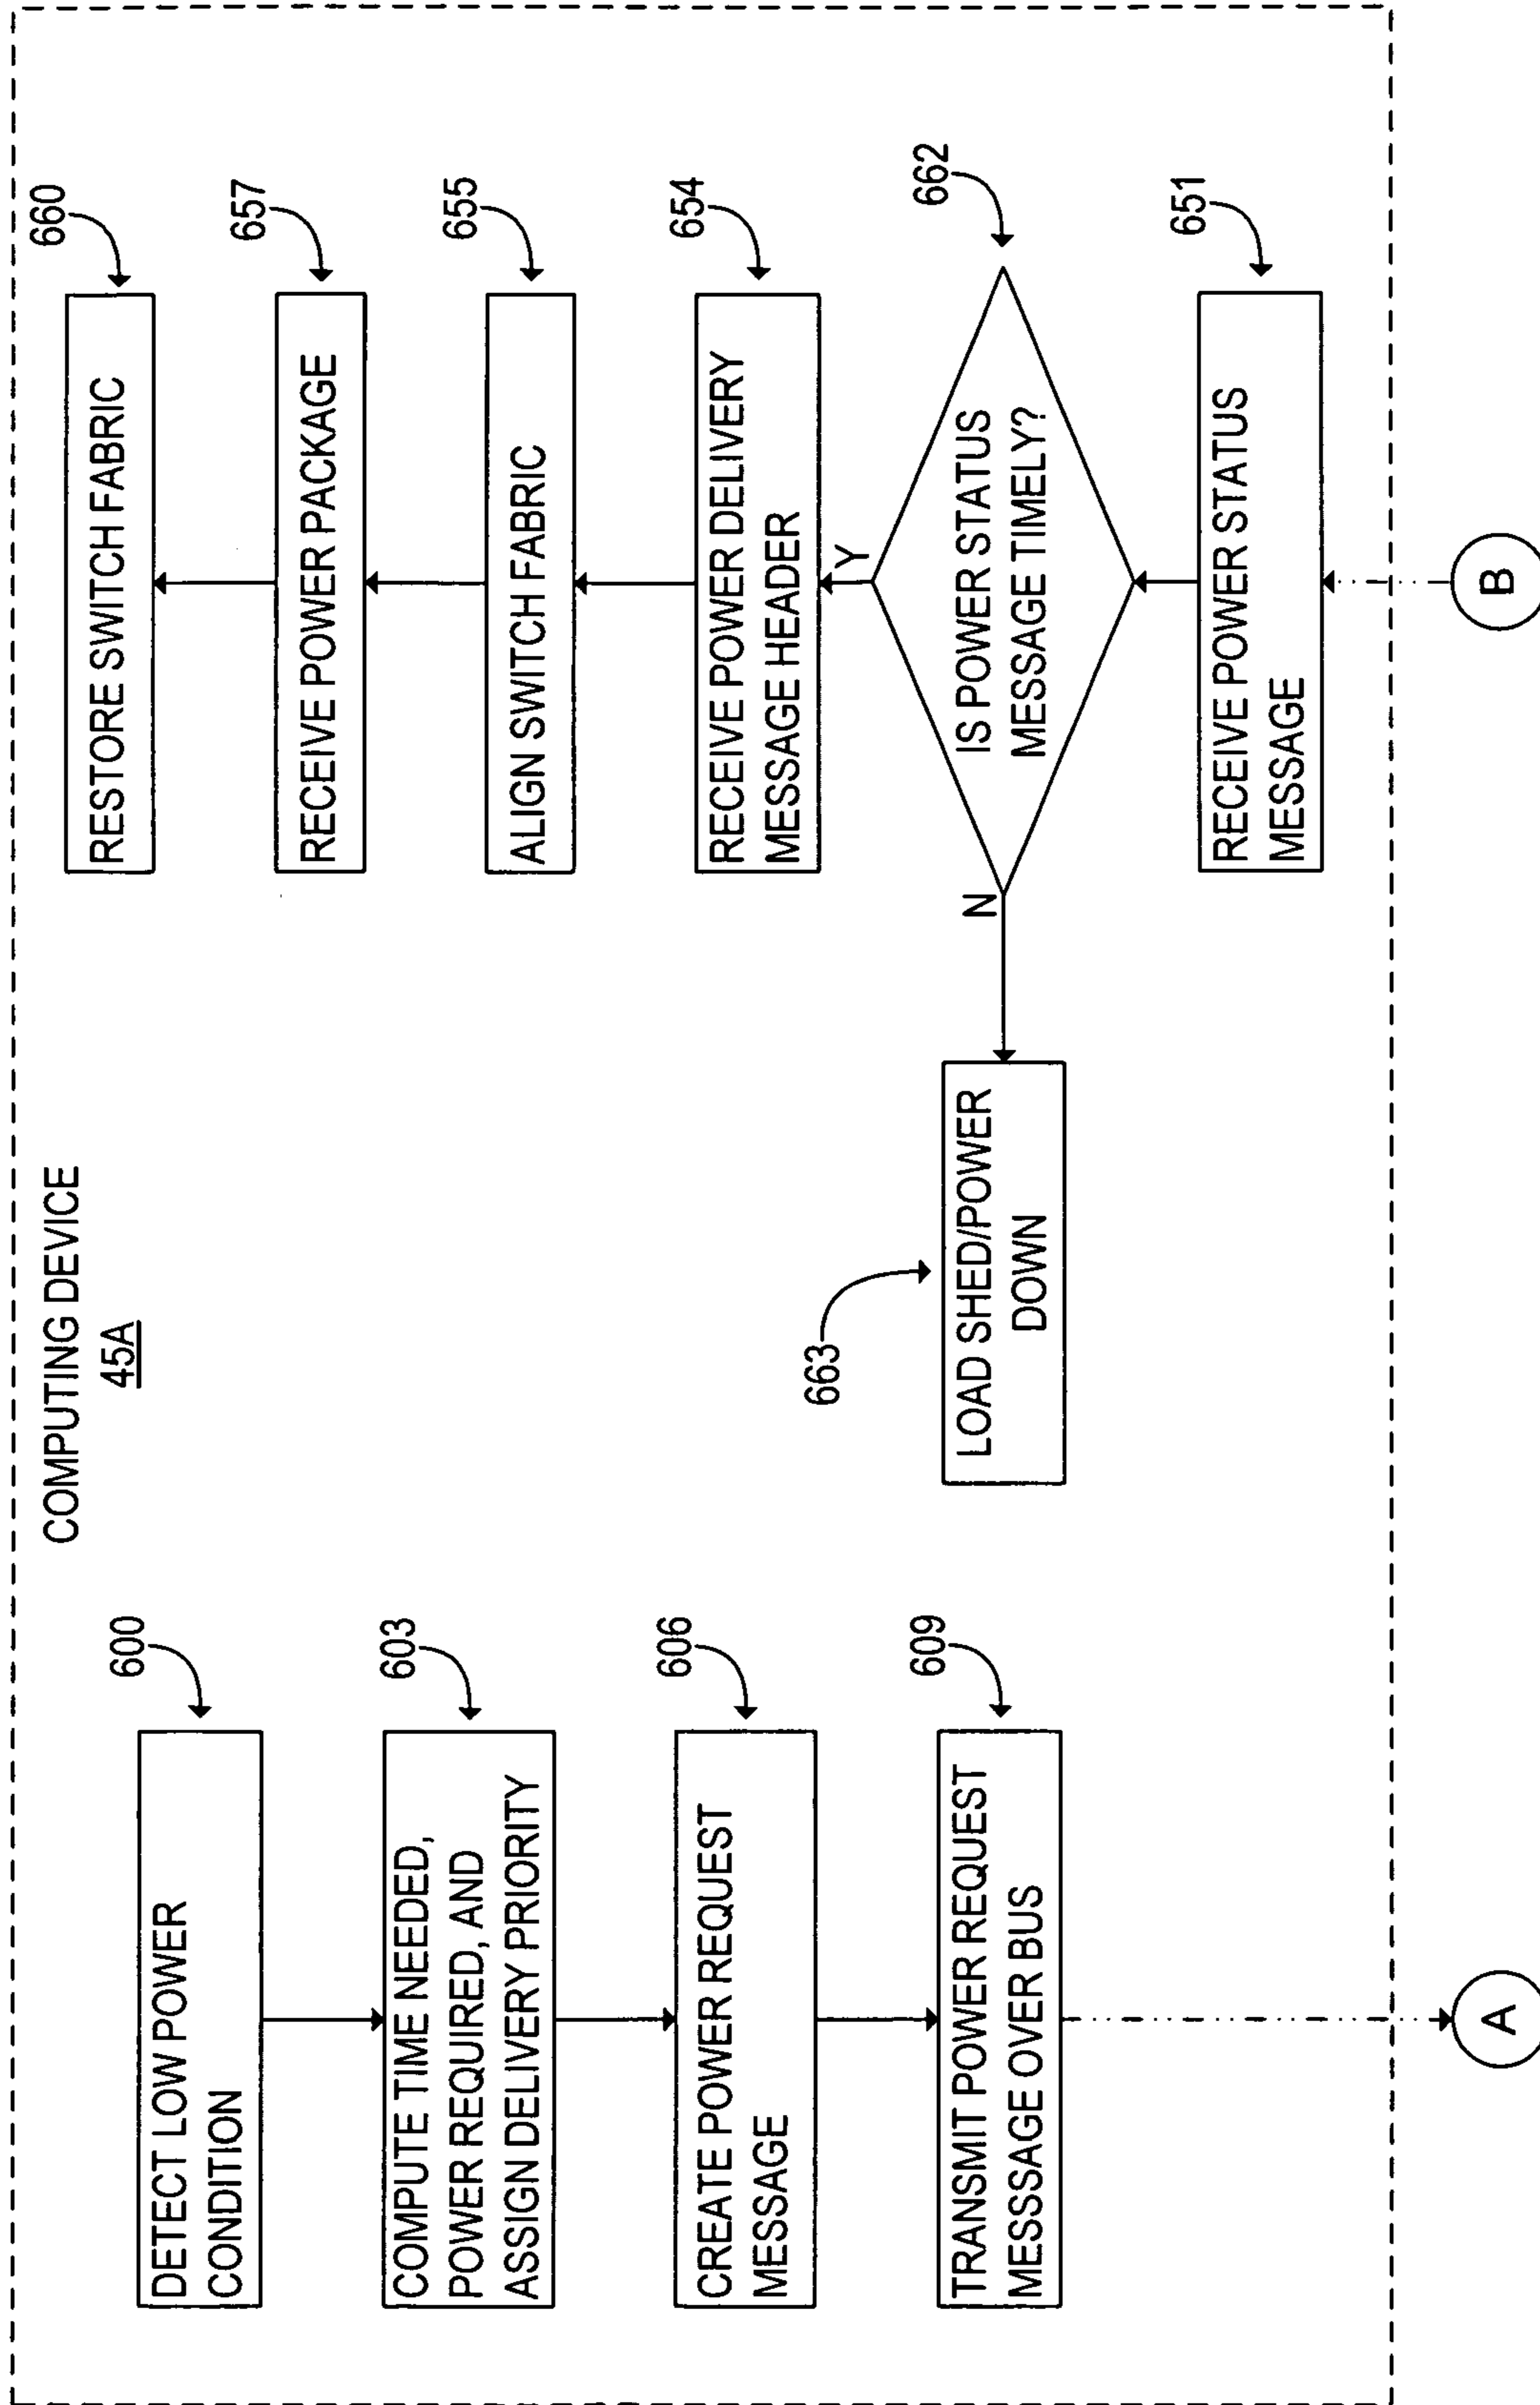 COMPUTING DEVICE
45A
600
DETECT LOW POWER
CONDITION
603
COMPUTE TIME NEEDED,
POWER REQUIRED, AND
ASSIGN DELIVERY PRIORITY
606
CREATE POWER REQUEST
MESSAGE
609
TRANSMIT POWER REQUEST
MESSSAGE OVER BUS
A
663
LOAD SHED/POWER
DOWN
660
RESTORE SWITCH FABRIC
657
RECEIVE POWER PACKAGE
655
ALIGN SWITCH FABRIC
654
RECEIVE POWER DELIVERY
MESSAGE HEADER
Y
662
IS POWER STATUS
MESSAGE TIMELY?
N
651
RECEIVE POWER STATUS
MESSAGE
B